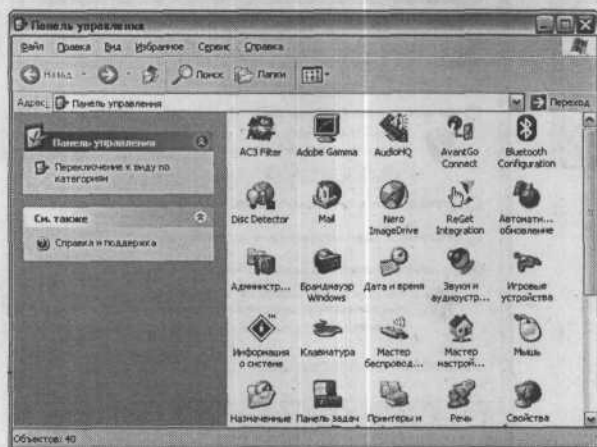 Панель управления
Файл Правка Вид Избранное Сервис Справка
Назад Поиск Папки
Адрес: Панель управления Переход
Панель управления
Переключение к виду по
категориям
См. также
Справка и поддержка
AC3 Filter Adobe Gamma AudioHQ AvantGo
Connect Bluetooth
Configuration
Disc Detector Mail Nero
ImageDrive ReGet
Integration Автомати...
обновление
Администр... Брандмауэр
Windows Дата и время Звуки и
аудиоустр... Игровые
устройства
Информация
о системе Клавиатура Мастер
беспровод... Мастер
настрой... Мышь
Назначенные Панель задач Принтеры и Речь Свойства
Объектов: 40